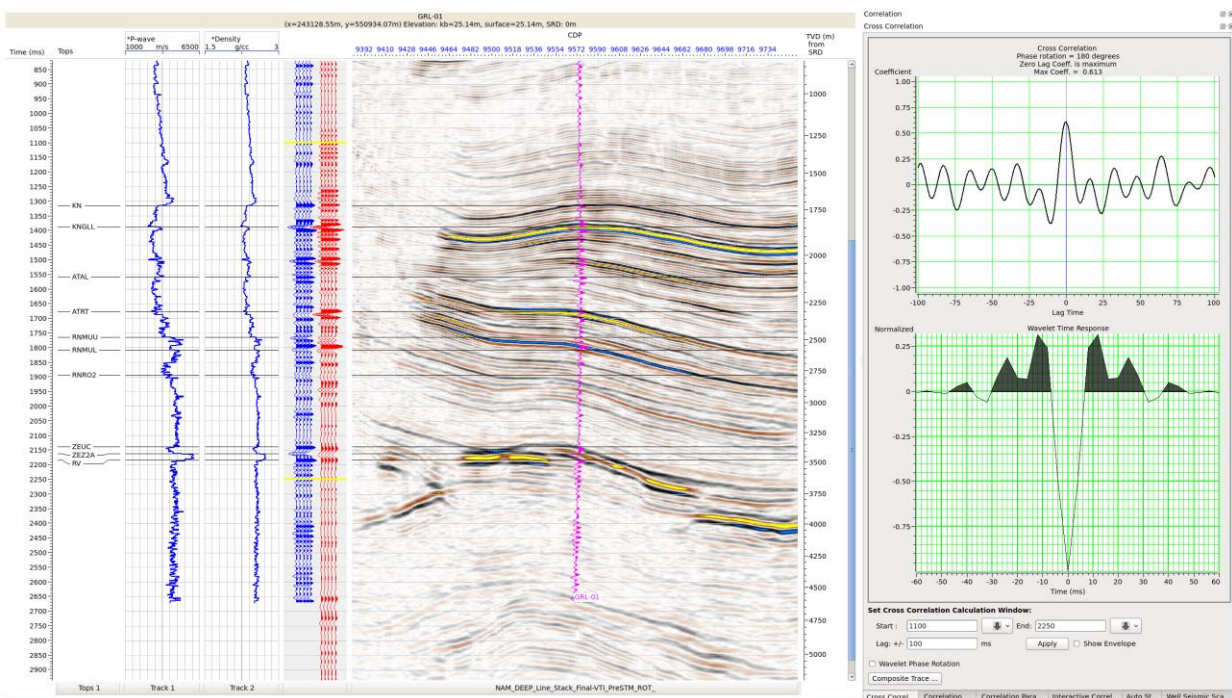 GRL-01
(x=243128.55m, y=550934.07m) Elevation: kb=25.14m, surface=25.14m, SRD: 0m
Time (ms) Tops
*P-wave
1000 m/s 6500
*Density
1.5 g/cc 3
CDP
9392 9410 9428 9446 9464 9482 9500 9518 9536 9554 9572 9590 9608 9626 9644 9662 9680 9698 9716 9734
TVD (m)
from
SRD
850
900
950
1000
1050
1100
1150
1200
1250
1300
1350
1400
1450
1500
1550
1600
1650
1700
1750
1800
1850
1900
1950
2000
2050
2100
2150
2200
2250
2300
2350
2400
2450
2500
2550
2600
2650
2700
2750
2800
2850
2900
KN
KNGLL
ATAL
ATRT
RNMUU
RNMUL
RNRO2
ZEUC
ZEZ2A
RV
GRL-01
1000
1250
1500
1750
2000
2250
2500
2750
3000
3250
3500
3750
4000
4250
4500
4750
5000
Tops 1 Track 1 Track 2 NAM_DEEP_Line_Stack_Final-VTI_PreSTM_ROT_
Correlation
Cross Correlation
Cross Correlation
Phase rotation = 180 degrees
Zero Lag Coeff. is maximum
Max Coeff. = 0.613
Coefficient
1.00
0.75
0.50
0.25
0
-0.25
-0.50
-0.75
-1.00
-100 -75 -50 -25 0 25 50 75 100
Lag Time
Normalized
Wavelet Time Response
0.25
0
-0.25
-0.50
-0.75
-60 -50 -40 -30 -20 -10 0 10 20 30 40 50 60
Time (ms)
Set Cross Correlation Calculation Window:
Start : 1100 End: 2250
Lag: +/- 100 ms Apply Show Envelope
Wavelet Phase Rotation
Composite Trace ...
Cross Correl Correlation Correlation Para Interactive Correl Auto St Well Seismic Sca